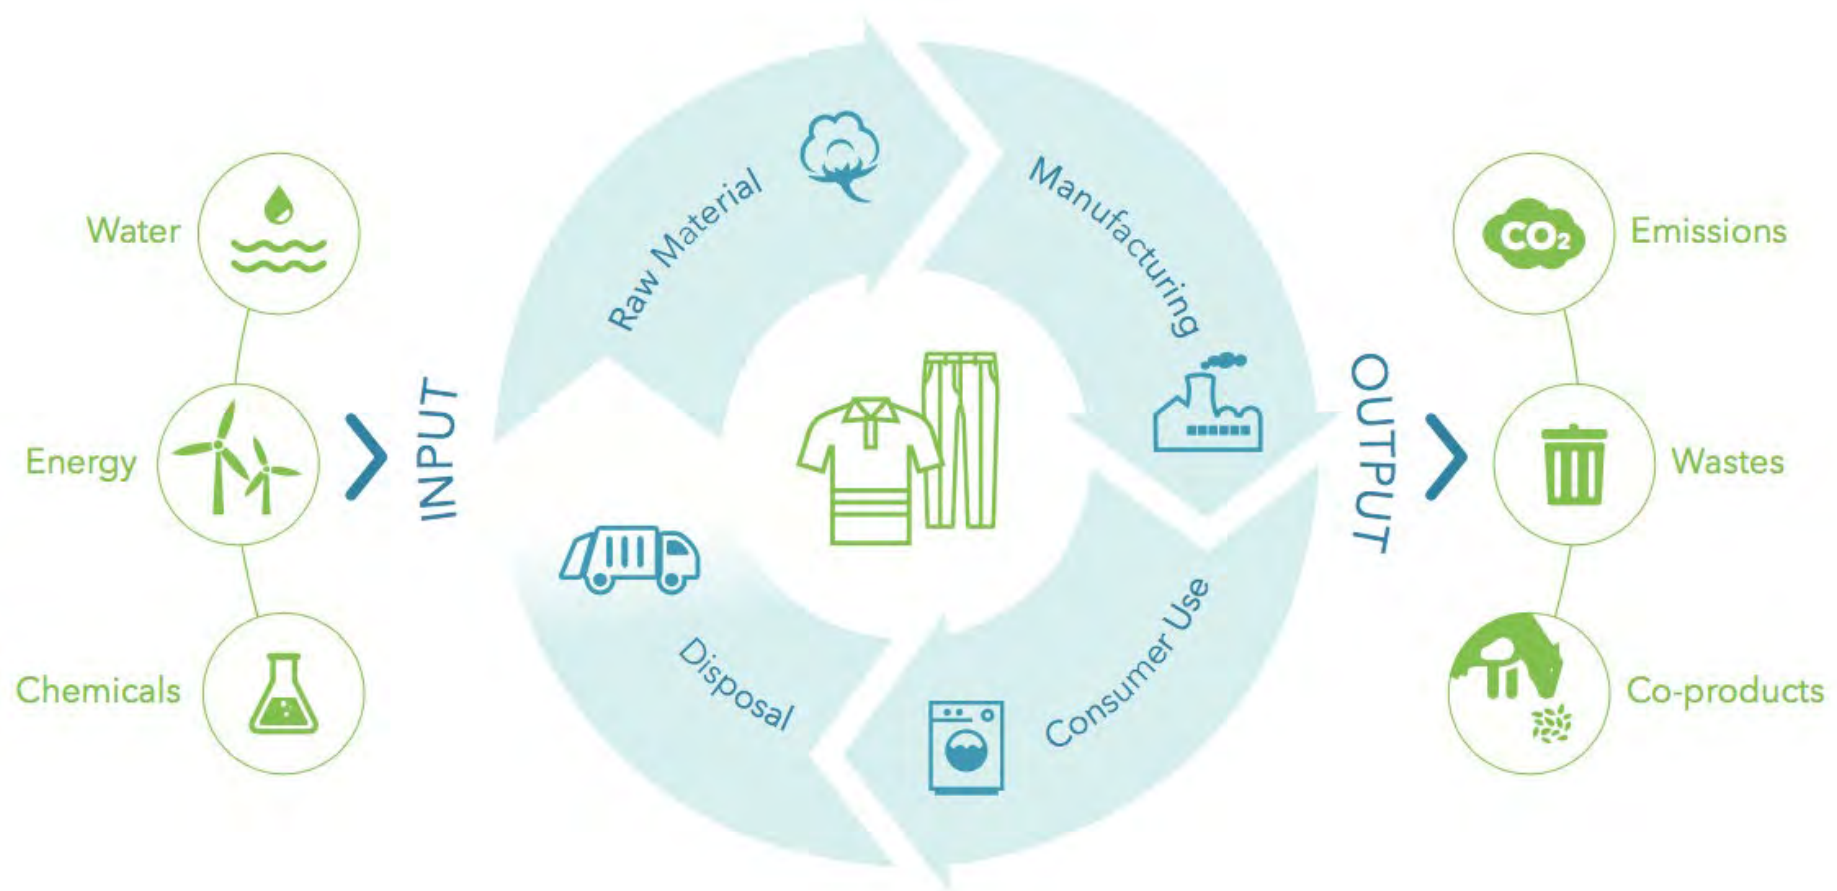 Water
Energy
Chemicals
INPUT
Raw Material
Manufacturing
Consumer Use
Disposal
OUTPUT
CO₂
Emissions
Wastes
Co-products